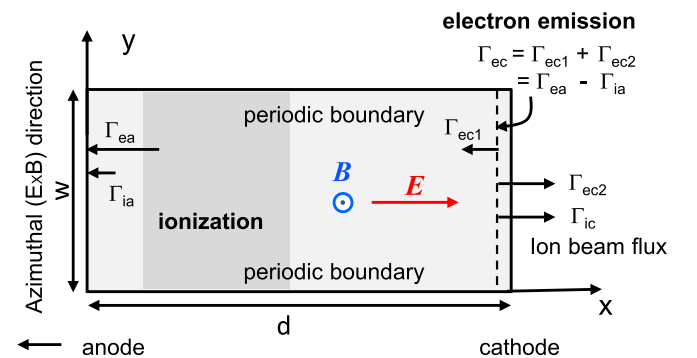 electron emission
Γec = Γec1 + Γec2
= Γea - Γia
y
Azimuthal (ExB) direction
w
periodic boundary
Γea
Γec1
Γia
B
E
Γec2
Γic
ionization
Ion beam flux
periodic boundary
x
d
anode
cathode